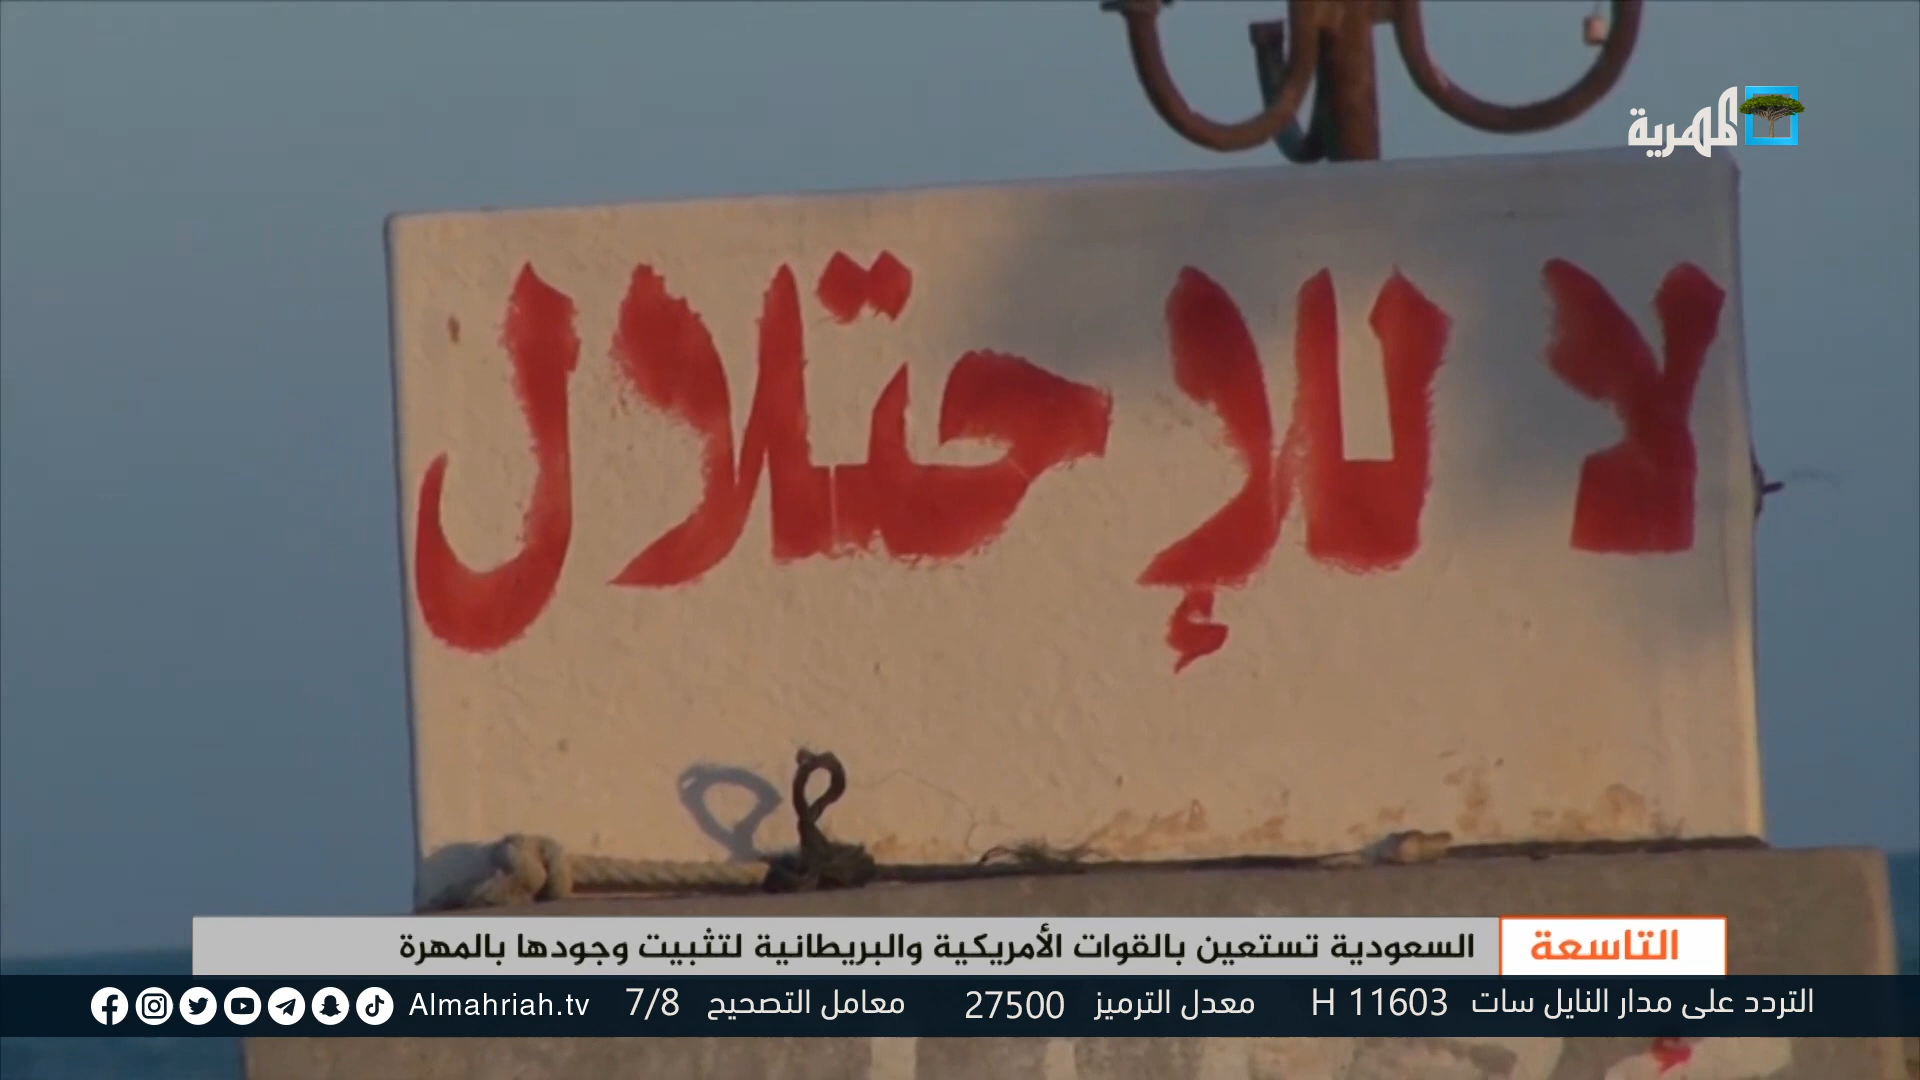 المهرية
لا للإحتلال
التاسعة
السعودية تستعين بالقوات الأمريكية والبريطانية لتثبيت وجودها بالمهرة
التردد على مدار النايل سات 11603 H معدل الترميز 27500 معامل التصحيح 7/8 Almahriah.tv